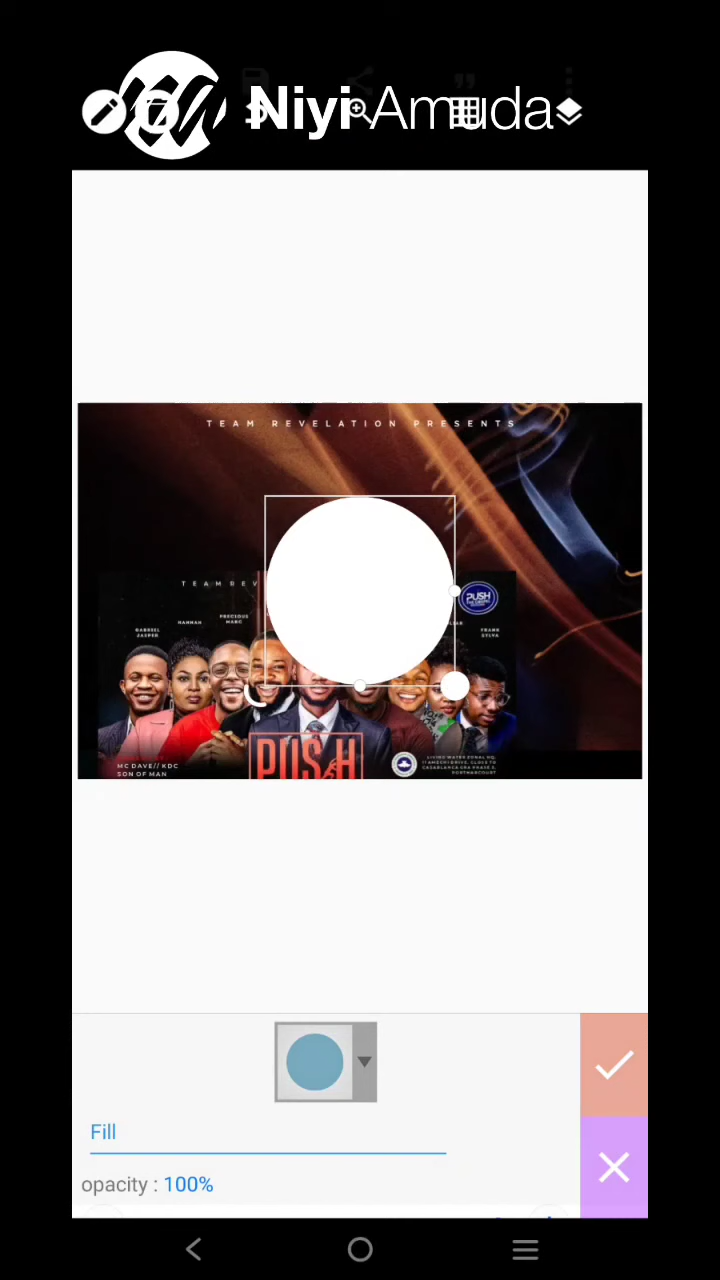 Niyi Amuda
TEAM REVELATION PRESENTS
TEAM REV
PUSH
GABRIEL
JASPER
HANNAH
PRECIOUS
MARC
FRANK
SYLVA
PUSH
MC DAVE// KDC
SON OF MAN
Fill
opacity : 100%